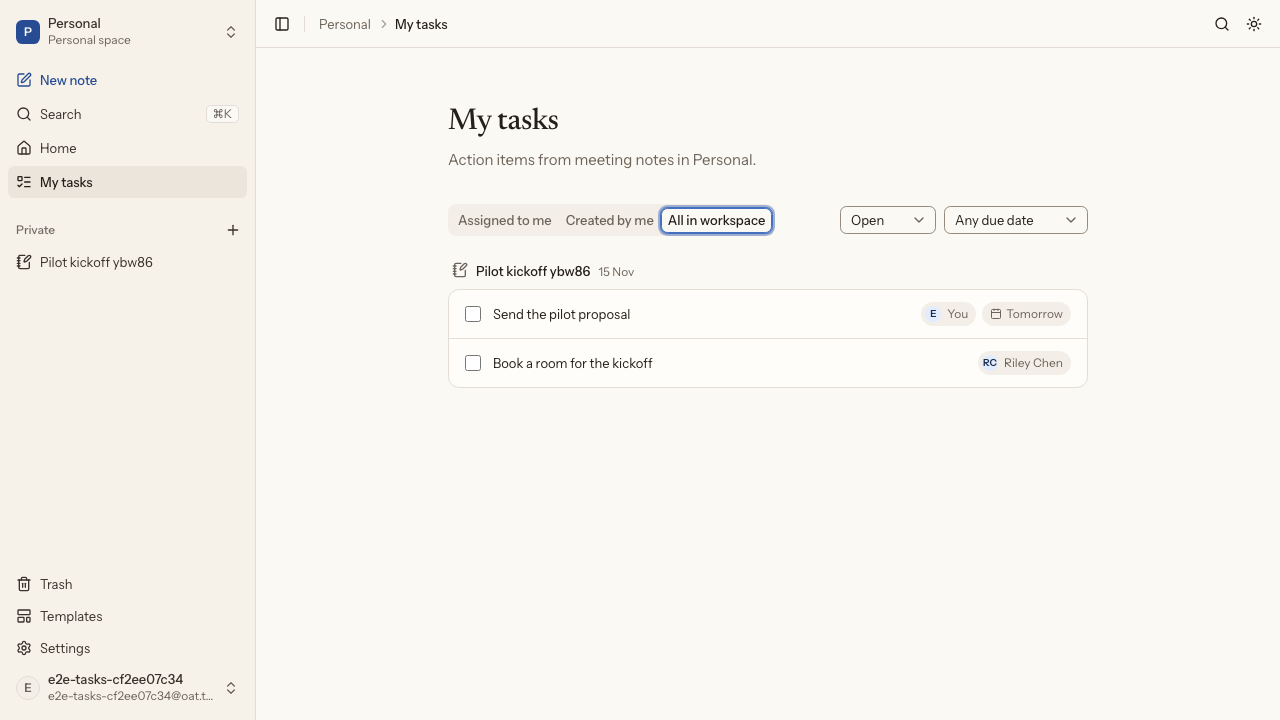 P
Personal
Personal space
New note
Search
⌘K
Home
My tasks
Private
Pilot kickoff ybw86
Trash
Templates
Settings
E
e2e-tasks-cf2ee07c34
e2e-tasks-cf2ee07c34@oat.t...
Personal
My tasks
My tasks
Action items from meeting notes in Personal.
Assigned to me
Created by me
All in workspace
Open
Any due date
Pilot kickoff ybw86
15 Nov
Send the pilot proposal
E
You
Tomorrow
Book a room for the kickoff
RC
Riley Chen